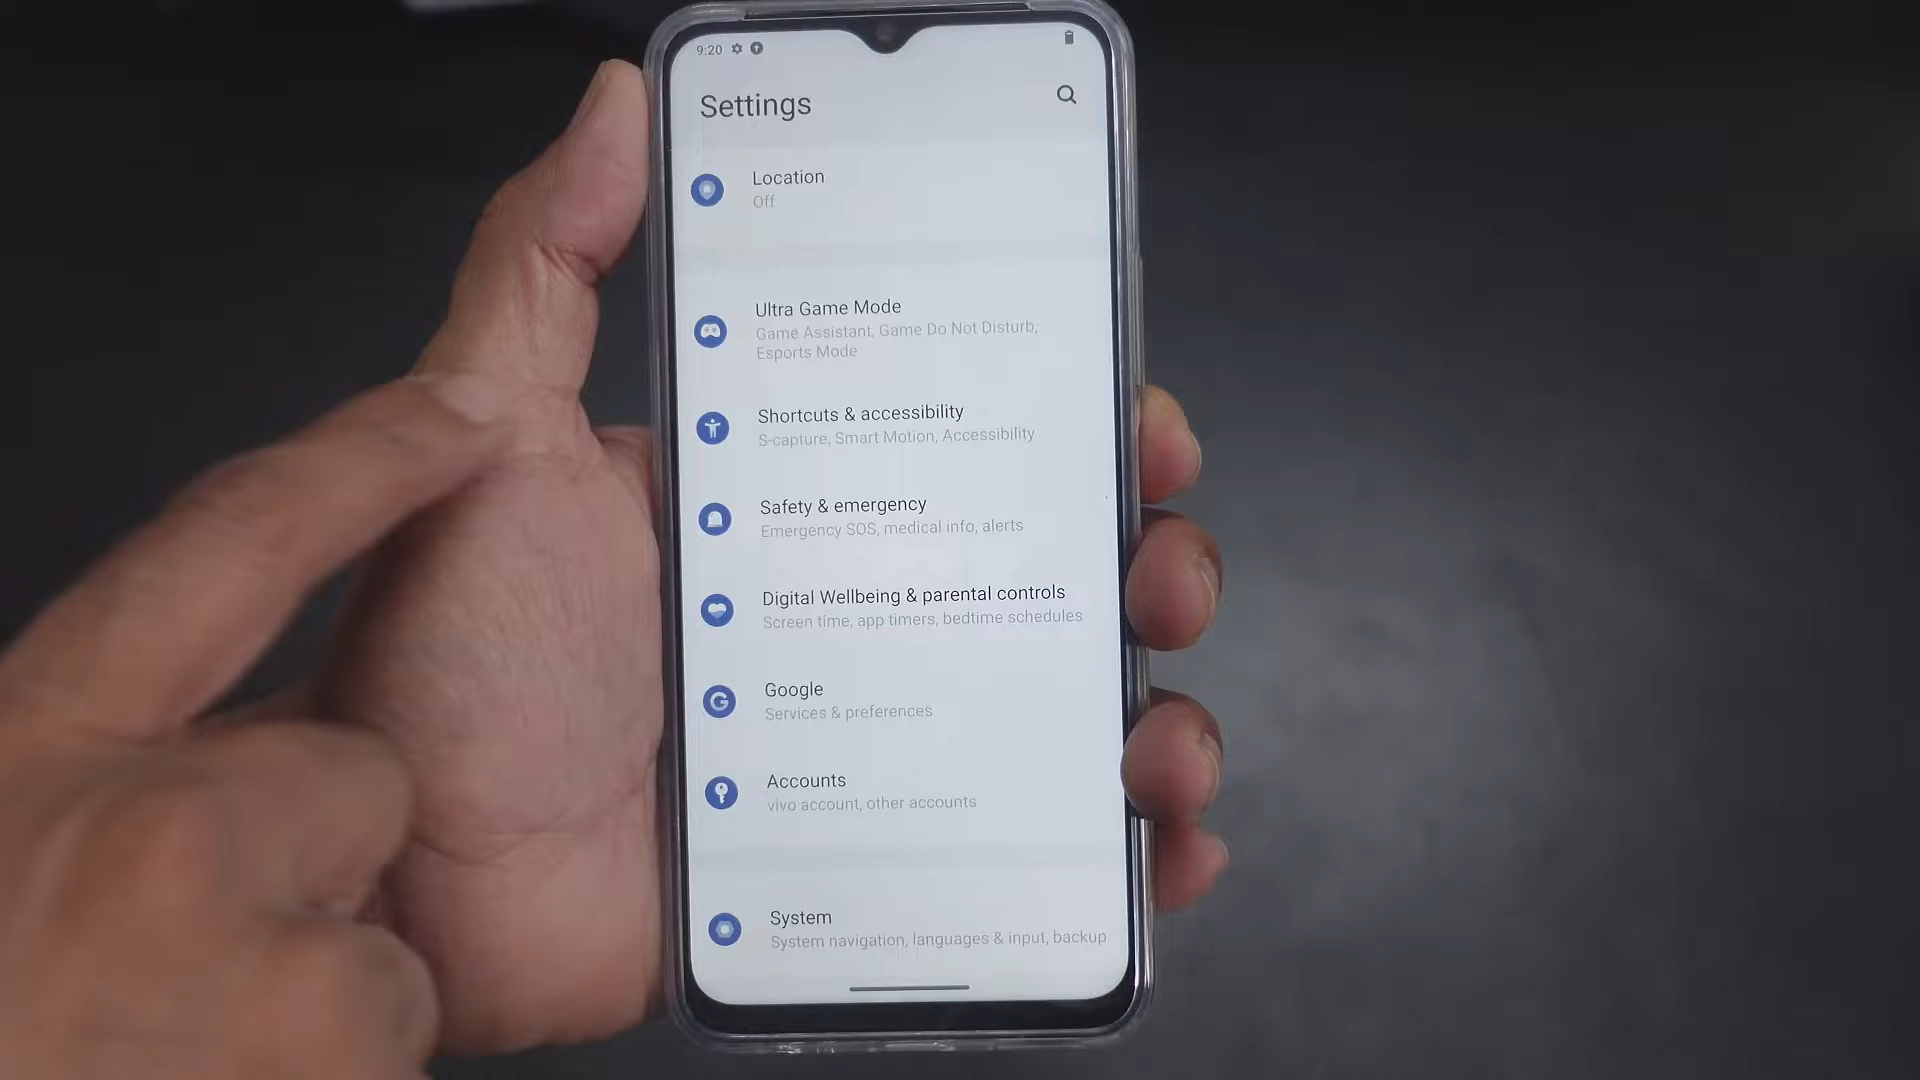 9:20
Settings
Location
Off
Ultra Game Mode
Game Assistant, Game Do Not Disturb,
Esports Mode
Shortcuts & accessibility
S-capture, Smart Motion, Accessibility
Safety & emergency
Emergency SOS, medical info, alerts
Digital Wellbeing & parental controls
Screen time, app timers, bedtime schedules
Google
Services & preferences
Accounts
vivo account, other accounts
System
System navigation, languages & input, backup